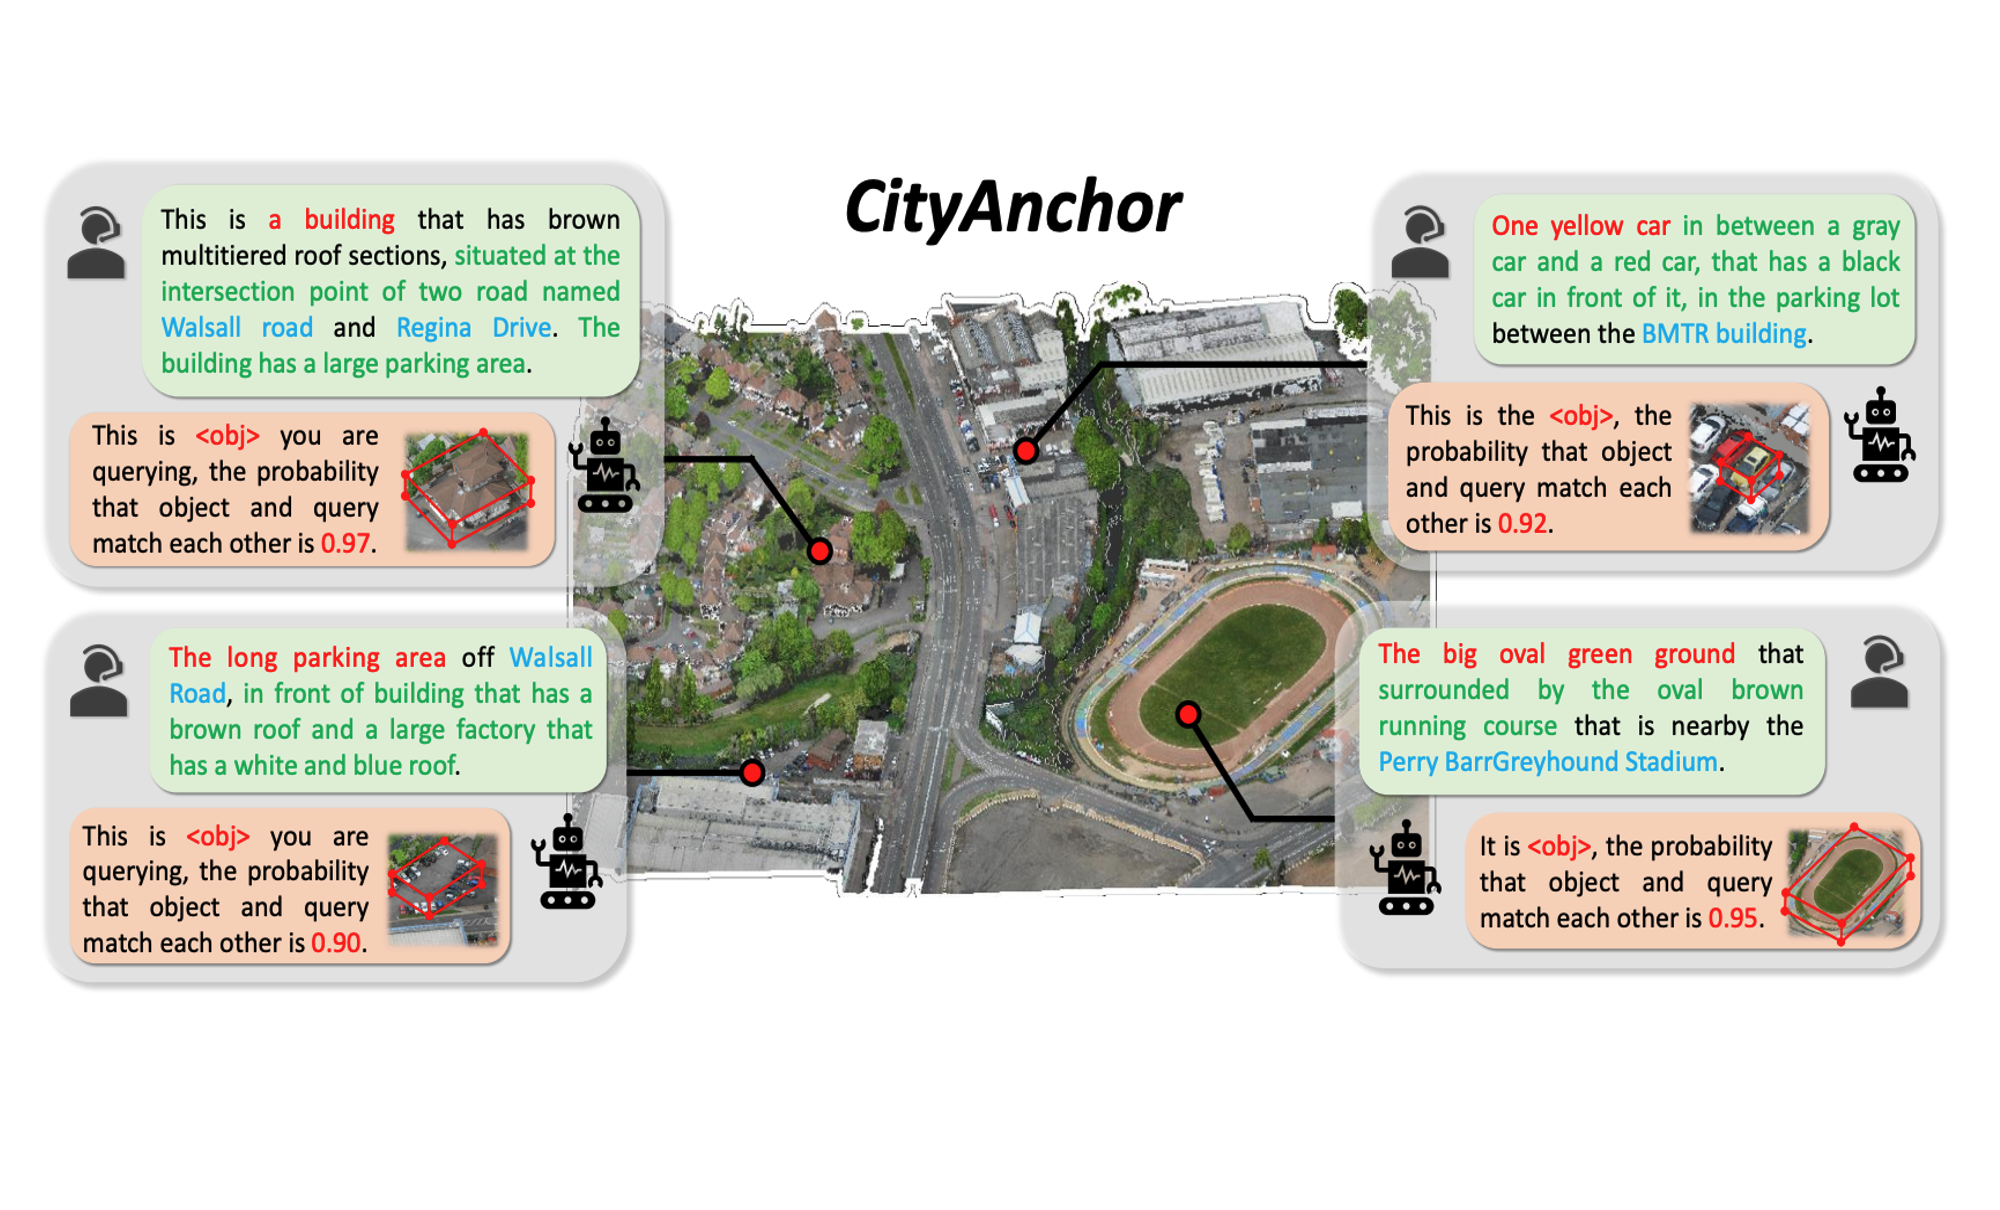 CityAnchor
This is a building that has brown
multitiered roof sections, situated at the
intersection point of two road named
Walsall road and Regina Drive. The
building has a large parking area.
This is <obj> you are
querying, the probability
that object and query
match each other is 0.97.
One yellow car in between a gray
car and a red car, that has a black
car in front of it, in the parking lot
between the BMTR building.
This is the <obj>, the
probability that object
and query match each
other is 0.92.
The long parking area off Walsall
Road, in front of building that has a
brown roof and a large factory that
has a white and blue roof.
This is <obj> you are
querying, the probability
that object and query
match each other is 0.90.
The big oval green ground that
surrounded by the oval brown
running course that is nearby the
Perry BarrGreyhound Stadium.
It is <obj>, the probability
that object and query
match each other is 0.95.